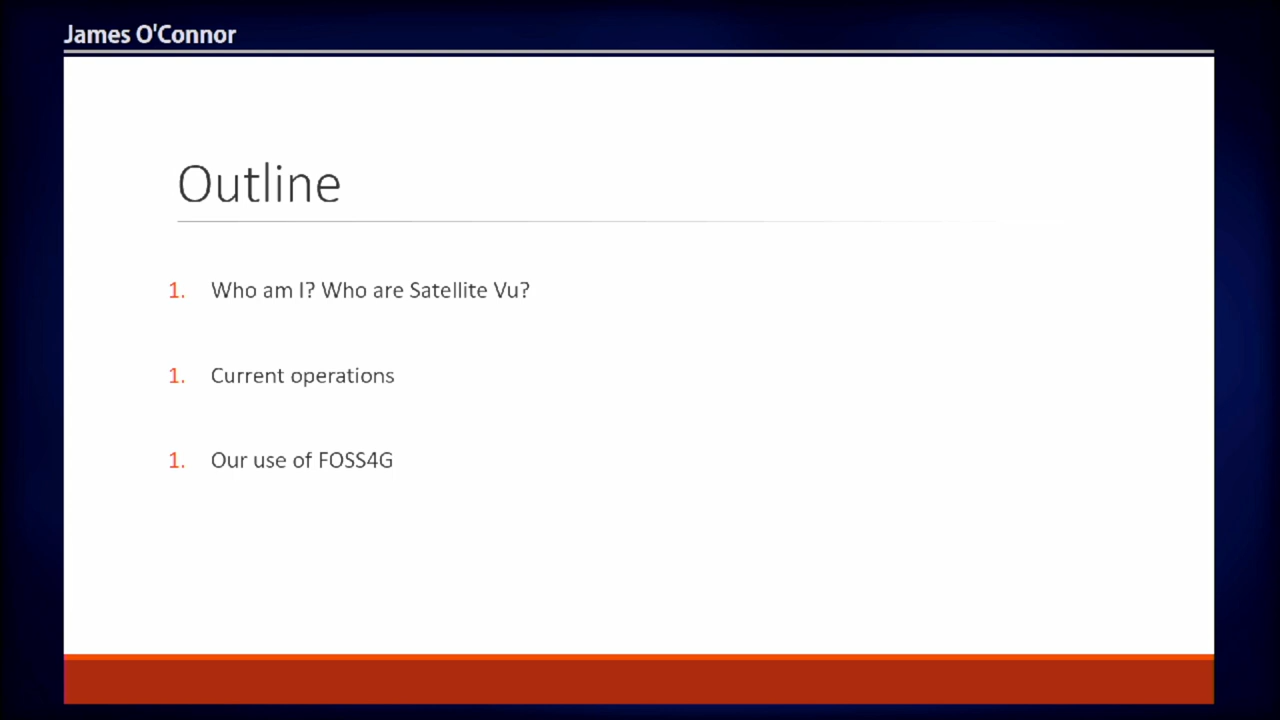 James O'Connor
Outline
1. Who am I? Who are Satellite Vu?
1. Current operations
1. Our use of FOSS4G